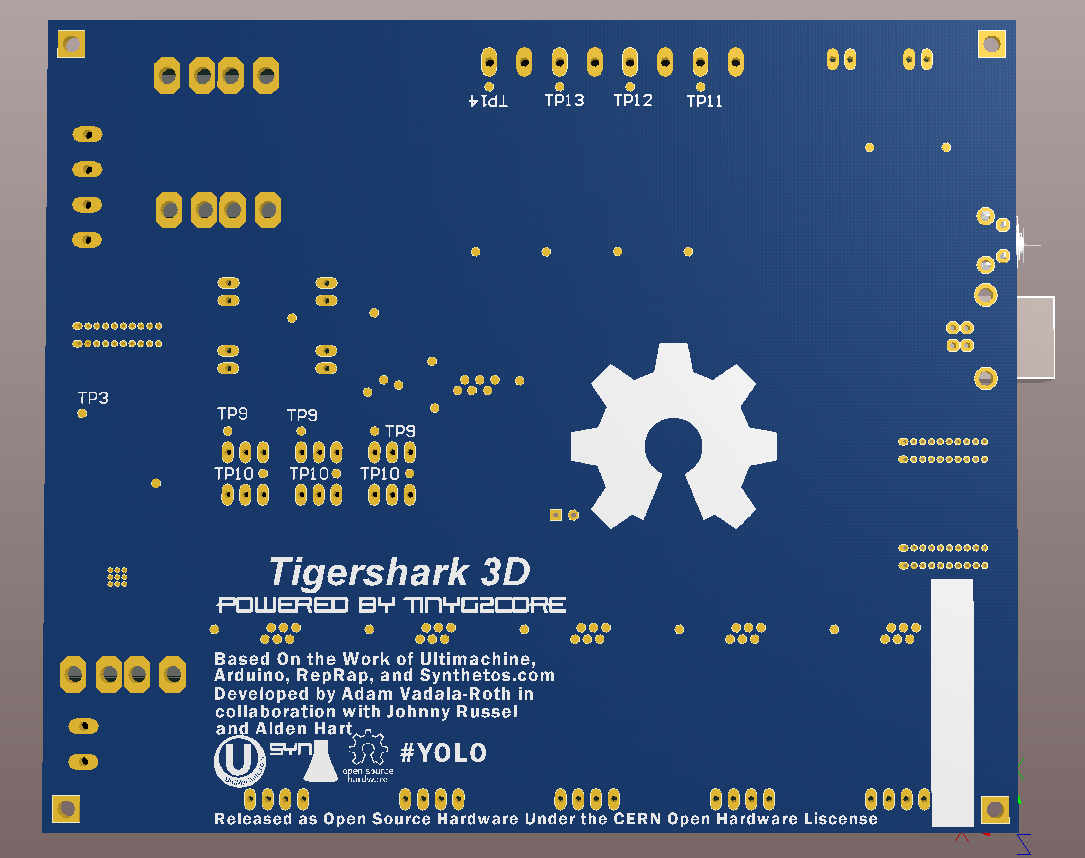 TP14 TP13 TP12 TP11
TP3
TP9 TP9 TP9
TP10 TP10 TP10
Tigershark 3D
POWERED BY TINYG2CORE
Based On the Work of Ultimachine,
Arduino, RepRap, and Synthetos.com
Developed by Adam Vadala-Roth in
collaboration with Johnny Russel
and Alden Hart
U
SYN
#YOLO
open source
hardware
Released as Open Source Hardware Under the CERN Open Hardware Liscense